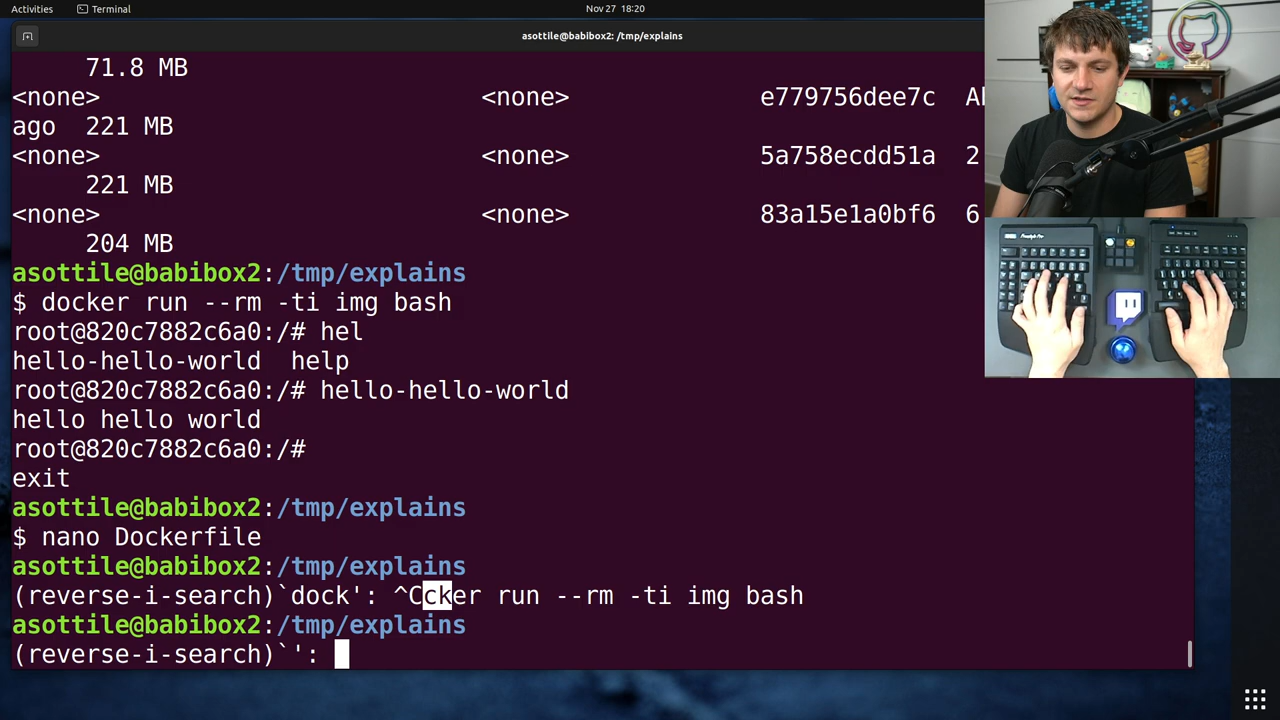 Activities Terminal Nov 27 18:20
asottile@babibox2: /tmp/explains
71.8 MB
<none> <none> e779756dee7c
ago 221 MB
<none> <none> 5a758ecdd51a 2
221 MB
<none> <none> 83a15e1a0bf6 6
204 MB
asottile@babibox2:/tmp/explains
$ docker run --rm -ti img bash
root@820c7882c6a0:/# hel
hello-hello-world help
root@820c7882c6a0:/# hello-hello-world
hello hello world
root@820c7882c6a0:/#
exit
asottile@babibox2:/tmp/explains
$ nano Dockerfile
asottile@babibox2:/tmp/explains
(reverse-i-search)`dock': ^Ccker run --rm -ti img bash
asottile@babibox2:/tmp/explains
(reverse-i-search)`':